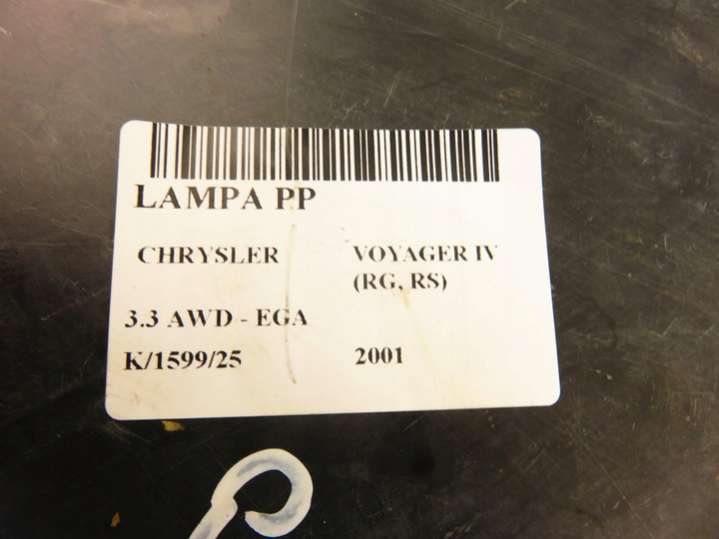 LAMPA PP
CHRYSLER VOYAGER IV
(RG, RS)
3.3 AWD - EGA
K/1599/25 2001